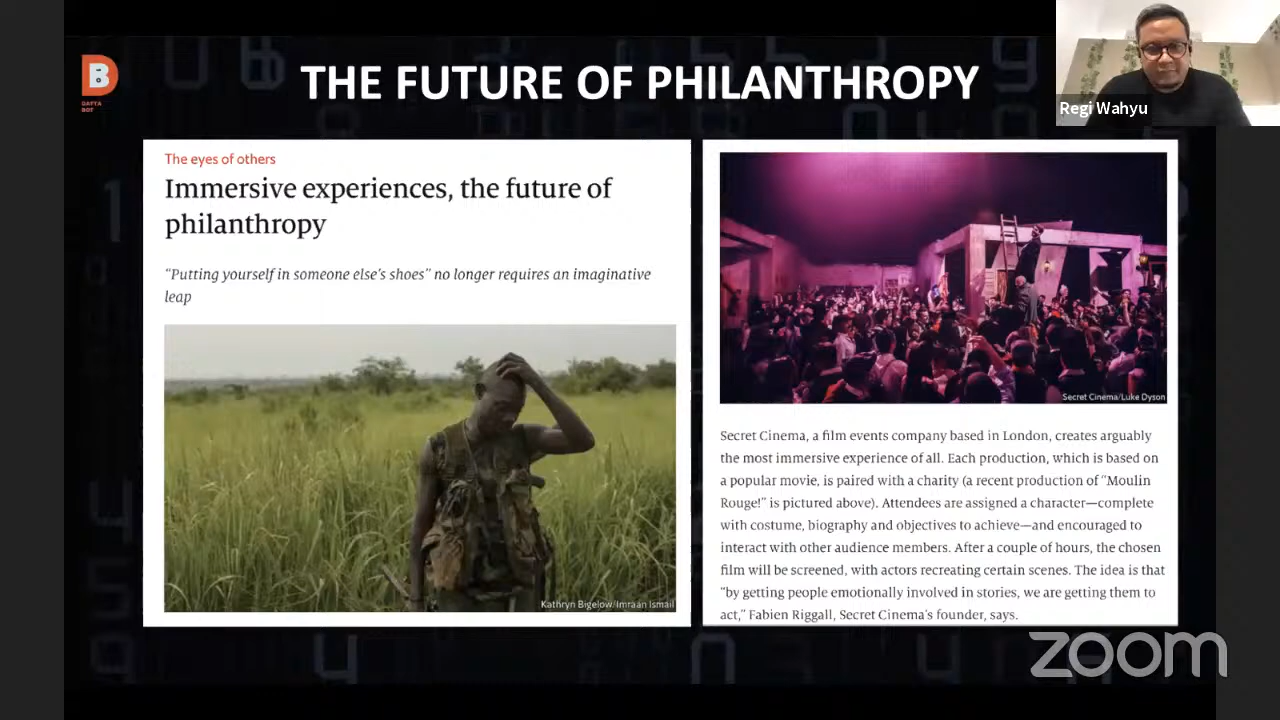 DB
DATTA
BOT
THE FUTURE OF PHILANTHROPY
Regi Wahyu
The eyes of others
Immersive experiences, the future of
philanthropy
“Putting yourself in someone else’s shoes” no longer requires an imaginative
leap
Kathryn Bigelow/Imraan Ismail
Secret Cinema/Luke Dyson
Secret Cinema, a film events company based in London, creates arguably
the most immersive experience of all. Each production, which is based on
a popular movie, is paired with a charity (a recent production of “Moulin
Rouge!” is pictured above). Attendees are assigned a character—complete
with costume, biography and objectives to achieve—and encouraged to
interact with other audience members. After a couple of hours, the chosen
film will be screened, with actors recreating certain scenes. The idea is that
“by getting people emotionally involved in stories, we are getting them to
act,” Fabien Riggall, Secret Cinema’s founder, says.
zoom